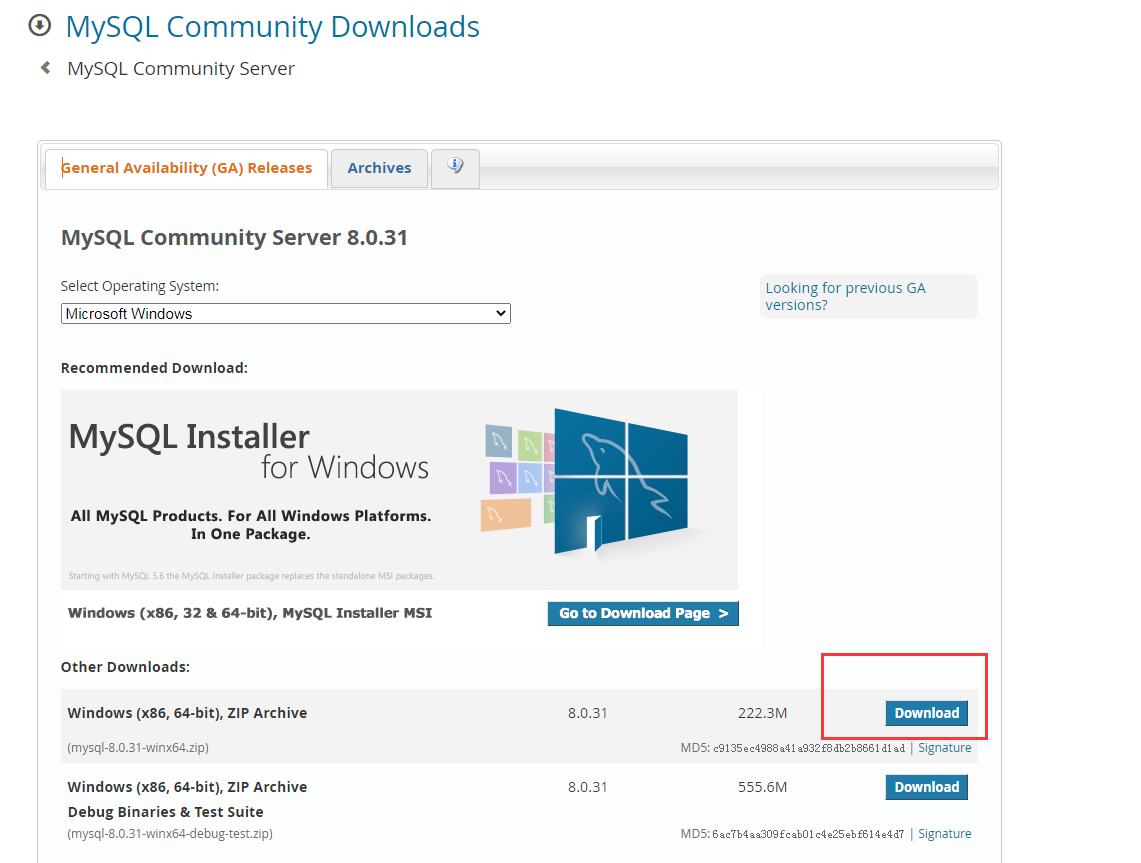 MySQL Community Downloads
MySQL Community Server
General Availability (GA) Releases
Archives
MySQL Community Server 8.0.31
Select Operating System:
Looking for previous GA
versions?
Microsoft Windows
Recommended Download:
MySQL Installer
for Windows
All MySQL Products. For All Windows Platforms.
In One Package.
Starting with MySQL 5.6 the MySQL Installer package replaces the standalone MSI packages.
Windows (x86, 32 & 64-bit), MySQL Installer MSI
Go to Download Page >
Other Downloads:
Windows (x86, 64-bit), ZIP Archive 8.0.31 222.3M Download
(mysql-8.0.31-winx64.zip) MD5: c9135ec4988a41a932f8db2b8661d1ad | Signature
Windows (x86, 64-bit), ZIP Archive 8.0.31 555.6M Download
Debug Binaries & Test Suite
(mysql-8.0.31-winx64-debug-test.zip) MD5: 6ac7b4aa309fcab01c4e25ebf614e4d7 | Signature